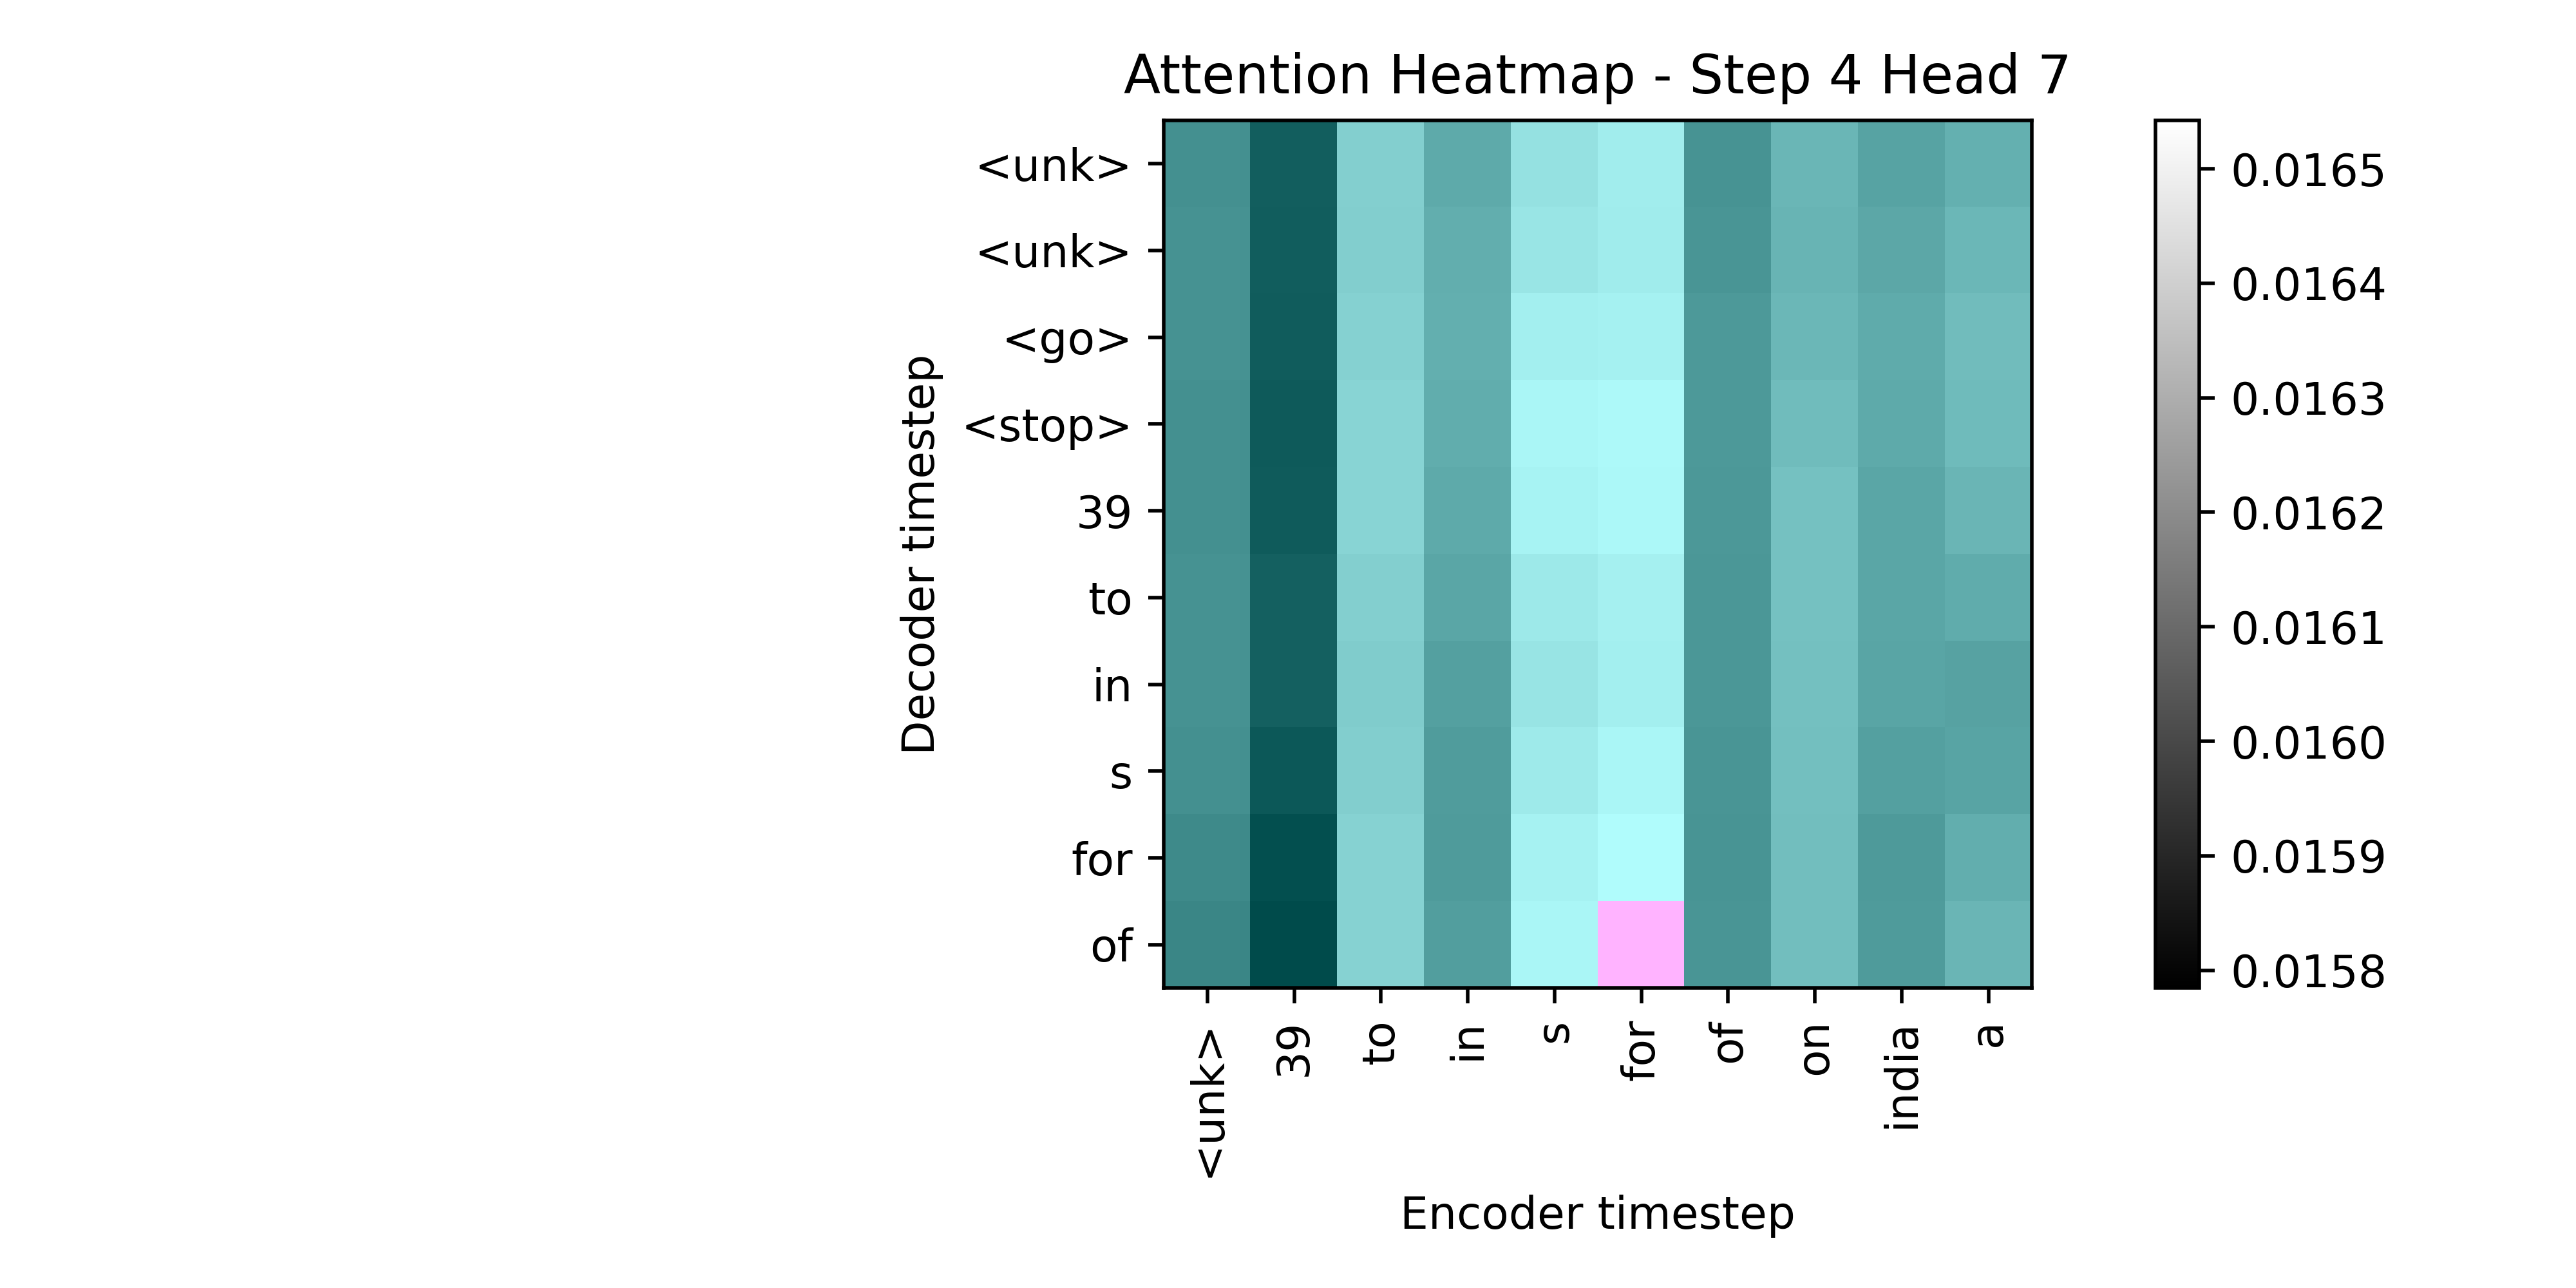 Attention Heatmap - Step 4 Head 7
Decoder timestep
<unk>
<unk>
<go>
<stop>
39
to
in
s
for
of
<unk>
39
to
in
s
for
of
on
india
a
Encoder timestep
0.0165
0.0164
0.0163
0.0162
0.0161
0.0160
0.0159
0.0158